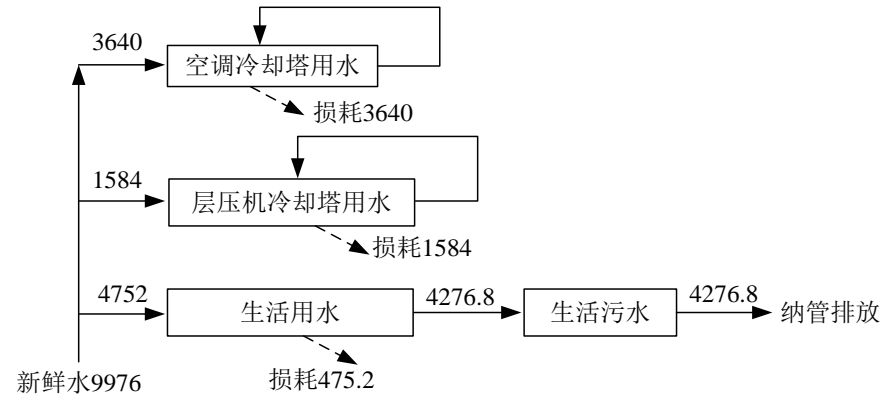 3640
空调冷却塔用水
损耗3640
1584
层压机冷却塔用水
损耗1584
4752
生活用水
4276.8
生活污水
4276.8
纳管排放
损耗475.2
新鲜水9976